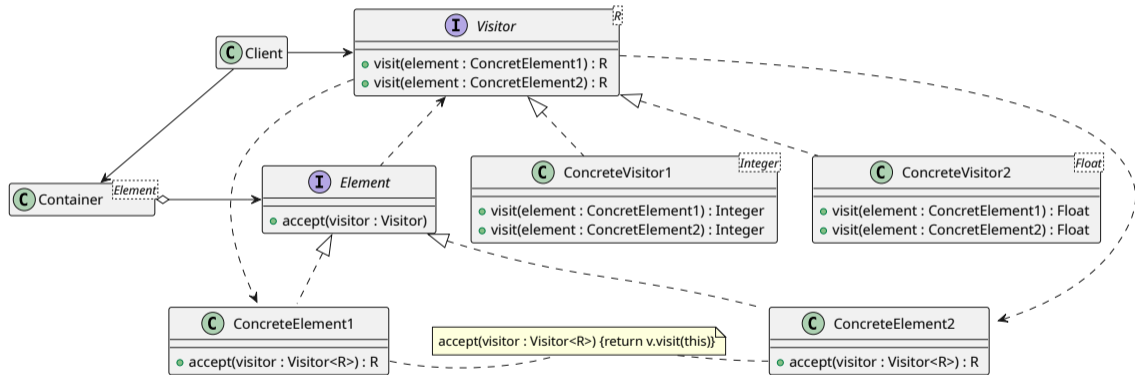 R
I Visitor
visit(element : ConcretElement1) : R
visit(element : ConcretElement2) : R
C Client
Element
C Container
I Element
accept(visitor : Visitor)
Integer
C ConcreteVisitor1
visit(element : ConcretElement1) : Integer
visit(element : ConcretElement2) : Integer
Float
C ConcreteVisitor2
visit(element : ConcretElement1) : Float
visit(element : ConcretElement2) : Float
C ConcreteElement1
accept(visitor : Visitor<R>) : R
accept(visitor : Visitor<R>) {return v.visit(this)}
C ConcreteElement2
accept(visitor : Visitor<R>) : R